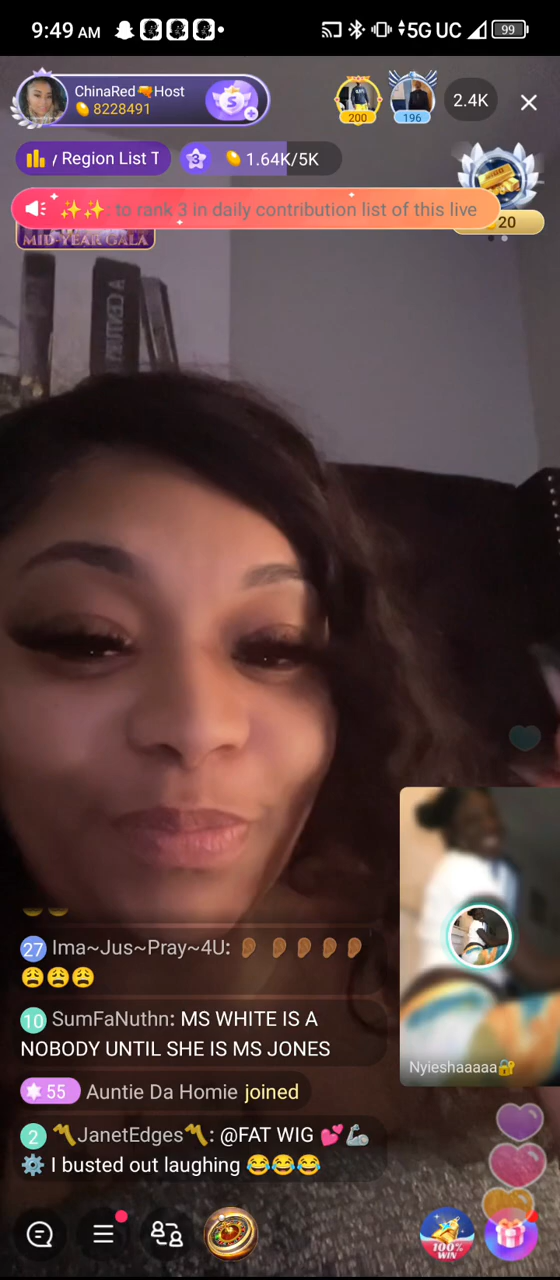 9:49 AM
5G UC
99
ChinaRed🔫Host
8228491
S
200
196
2.4K
/ Region List T
3
1.64K/5K
✨✨ to rank 3 in daily contribution list of this live
20
MID-YEAR GALA
27 Ima~Jus~Pray~4U: 👂🏾 👂🏾 👂🏾 👂🏾 👂🏾
😩😩😩
10 SumFaNuthn: MS WHITE IS A
NOBODY UNTIL SHE IS MS JONES
55 Auntie Da Homie joined
2 〽️JanetEdges〽️: @FAT WIG 💕🦾
⚙️ I busted out laughing 😂😂😂
Nyieshaaaaa🔐
100%
WIN